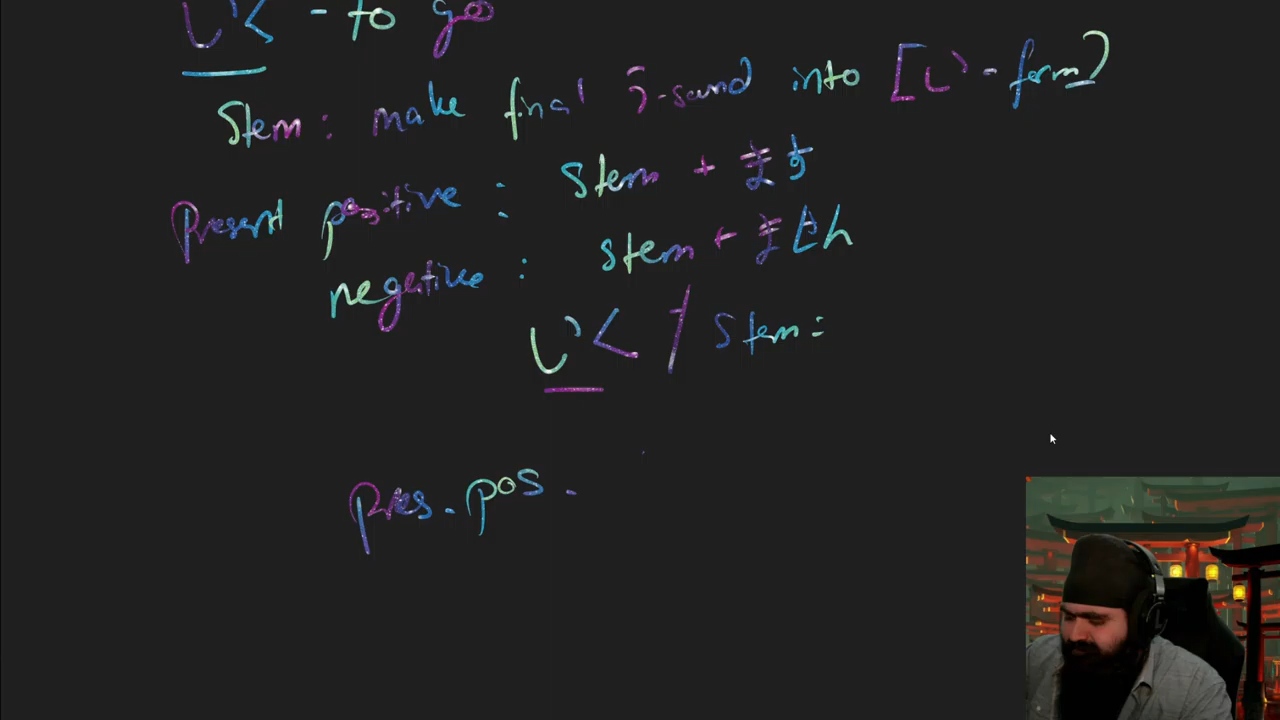 いく - to go
Stem: make final う-sound into [い-form)
Present positive: Stem + ます
negetive: stem + ません
いく / Stem:
pres. pos.